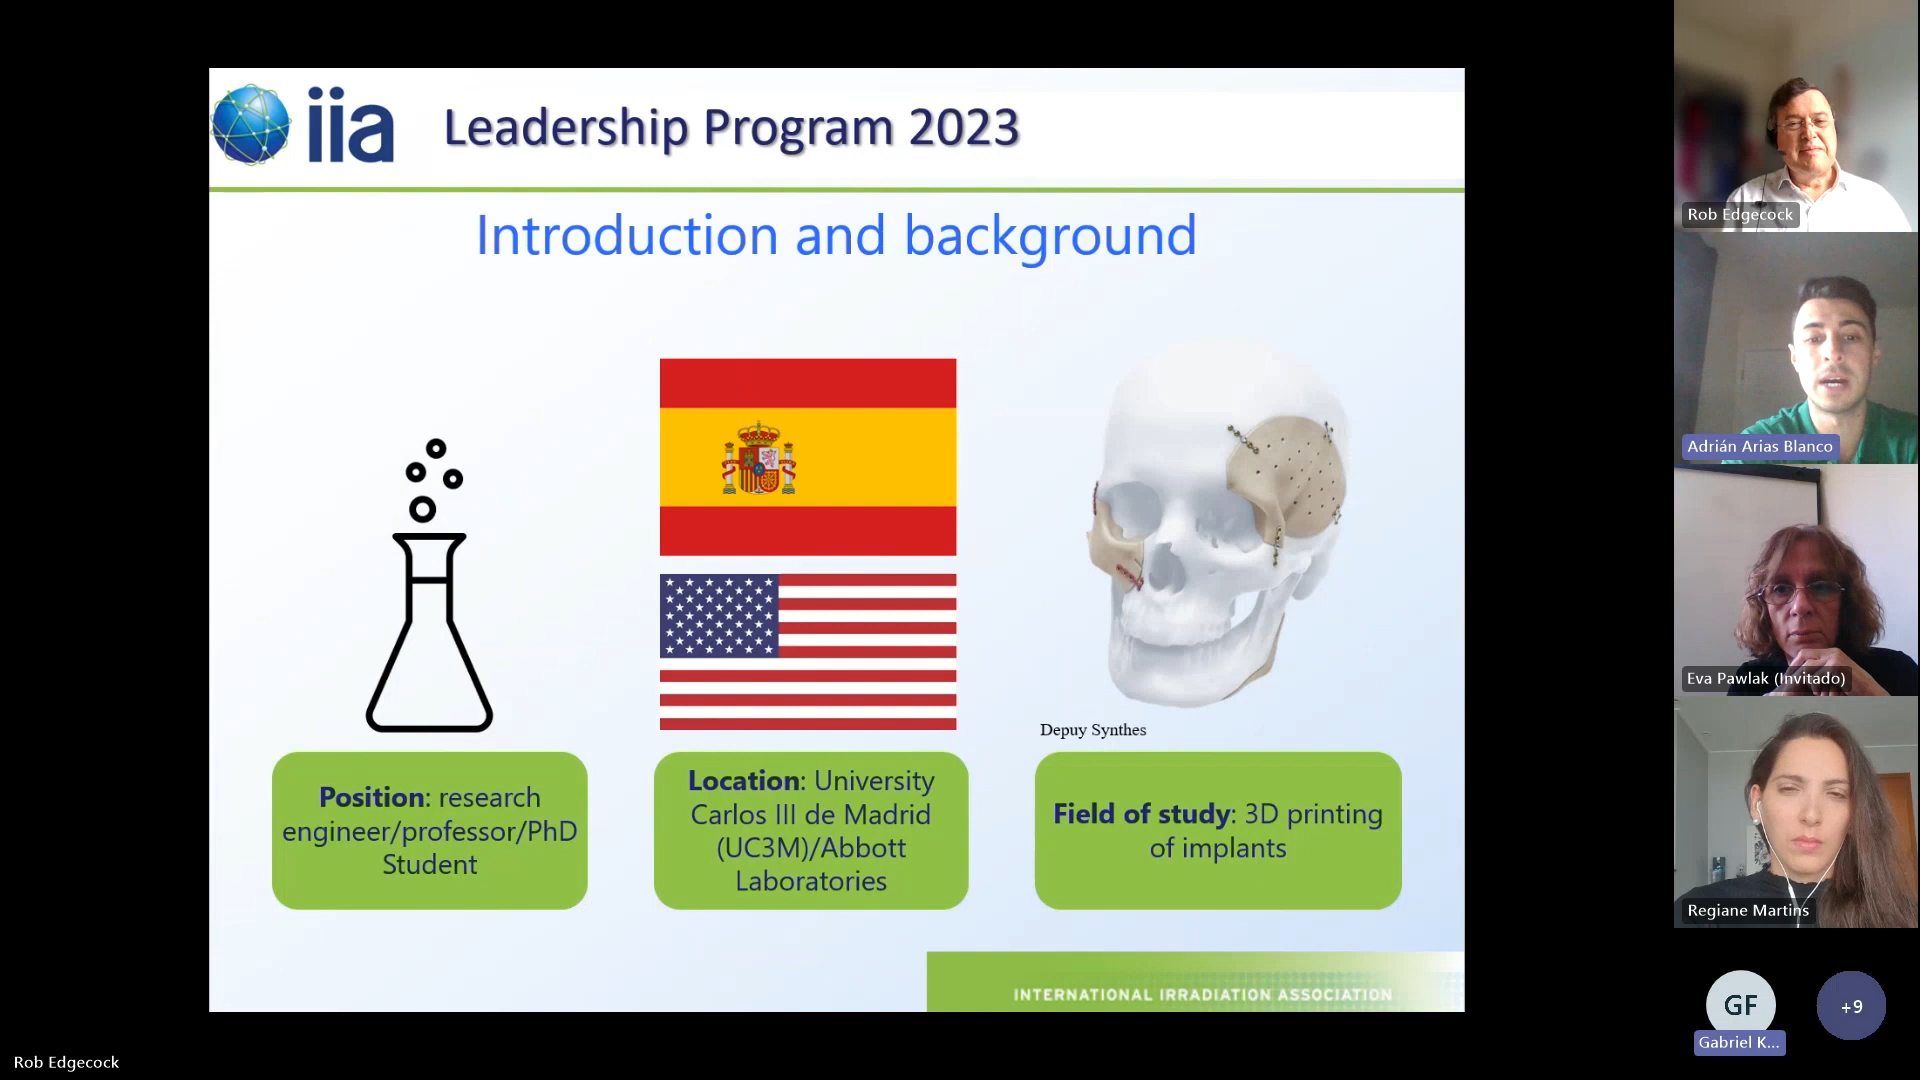 iia
Leadership Program 2023
Introduction and background
Depuy Synthes
Position: research
engineer/professor/PhD
Student
Location: University
Carlos III de Madrid
(UC3M)/Abbott
Laboratories
Field of study: 3D printing
of implants
INTERNATIONAL IRRADIATION ASSOCIATION
Rob Edgecock
Adrián Arias Blanco
Eva Pawlak (Invitado)
Regiane Martins
GF
Gabriel K...
+9
Rob Edgecock